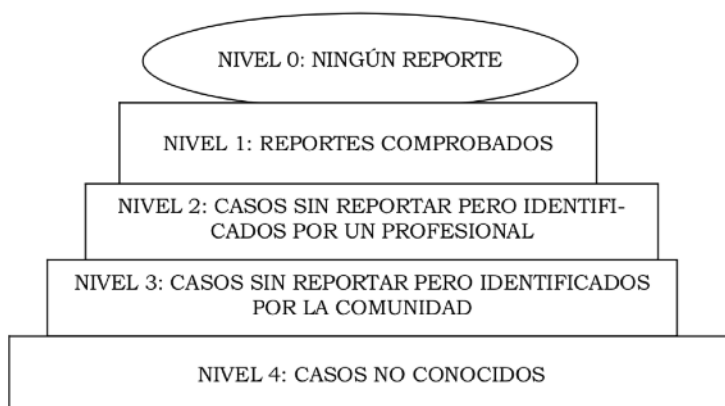 NIVEL 0: NINGÚN REPORTE
NIVEL 1: REPORTES COMPROBADOS
NIVEL 2: CASOS SIN REPORTAR PERO IDENTIFI-
CADOS POR UN PROFESIONAL
NIVEL 3: CASOS SIN REPORTAR PERO IDENTIFICADOS
POR LA COMUNIDAD
NIVEL 4: CASOS NO CONOCIDOS